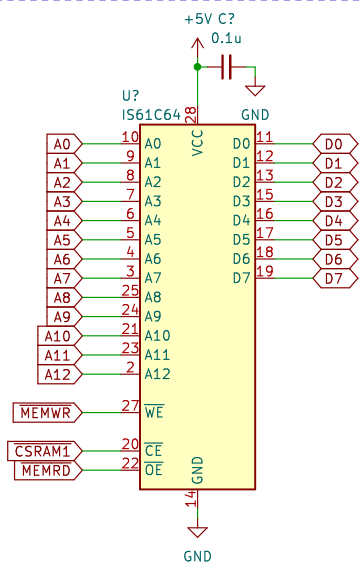 +5V C?
0.1u
U?
IS61C64 GND
28
VCC
A0 10 A0 D0 11 D0
A1 9 A1 D1 12 D1
A2 8 A2 D2 13 D2
A3 7 A3 D3 15 D3
A4 6 A4 D4 16 D4
A5 5 A5 D5 17 D5
A6 4 A6 D6 18 D6
A7 3 A7 D7 19 D7
A8 25 A8
A9 24 A9
A10 21 A10
A11 23 A11
A12 2 A12
MEMWR 27 WE
CSRAM1 20 CE
MEMRD 22 OE
GND
14
GND